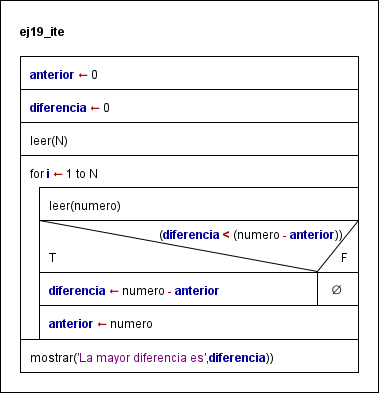 ej19_ite
anterior ← 0
diferencia ← 0
leer(N)
for i ← 1 to N
leer(numero)
(diferencia < (numero - anterior))
T F
diferencia ← numero - anterior ∅
anterior ← numero
mostrar('La mayor diferencia es',diferencia))